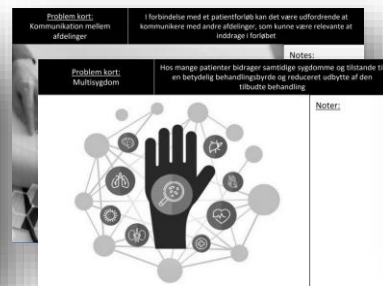 Problem kort:
Kommunikation mellem
afdelinger
I forbindelse med et patientforløb kan det være udfordrende at
kommunikere med andre afdelinger, som kunne være relevante at
inddrage i forløbet
Notes:
Problem kort:
Multisygdom
Hos mange patienter bidrager samtidige sygdomme og tilstande til
en betydelig behandlingsbyrde og reduceret udbytte af den
tilbudte behandling
Noter: